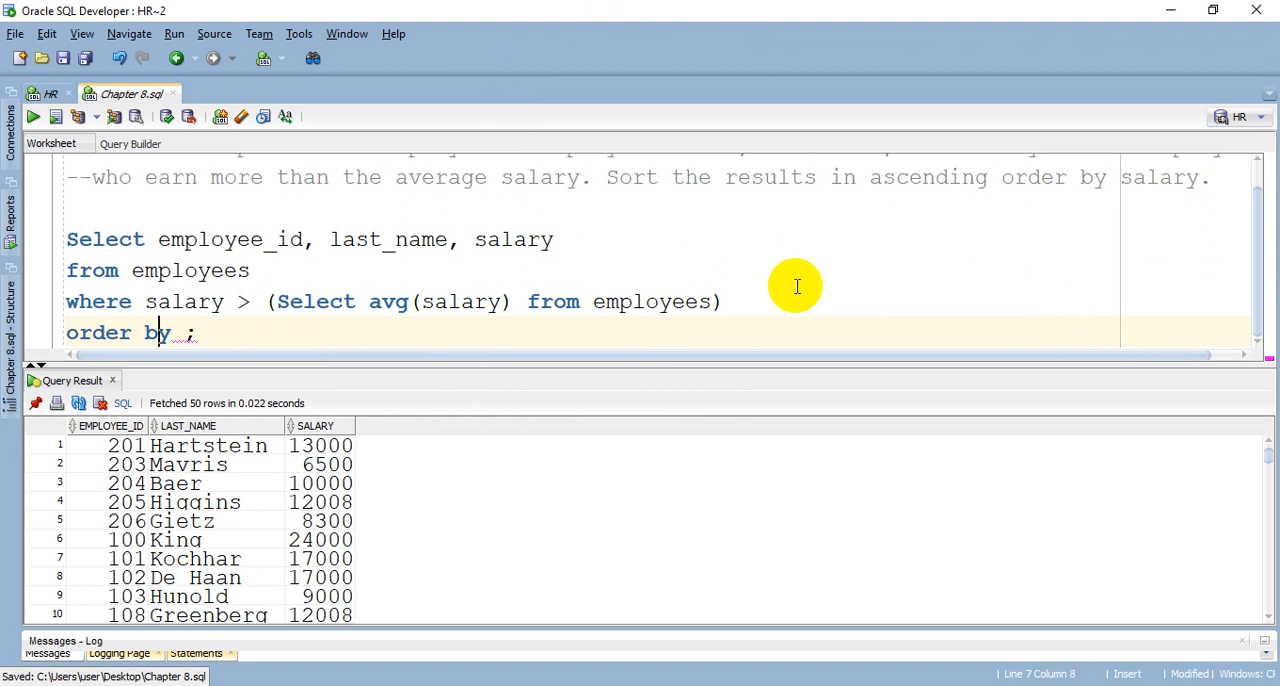 Oracle SQL Developer : HR~2
File Edit View Navigate Run Source Team Tools Window Help
HR Chapter 8.sql
HR
Worksheet Query Builder
Connections
Reports
Chapter 8.sql - Structure
--who earn more than the average salary. Sort the results in ascending order by salary.
Select employee_id, last_name, salary
from employees
where salary > (Select avg(salary) from employees)
order by ;
Query Result
SQL Fetched 50 rows in 0.022 seconds
EMPLOYEE_ID LAST_NAME SALARY
1 201 Hartstein 13000
2 203 Mavris 6500
3 204 Baer 10000
4 205 Higgins 12008
5 206 Gietz 8300
6 100 King 24000
7 101 Kochhar 17000
8 102 De Haan 17000
9 103 Hunold 9000
10 108 Greenberg 12008
Messages - Log
Messages Logging Page Statements
Saved: C:\Users\user\Desktop\Chapter 8.sql
Line 7 Column 8 Insert Modified Windows: Cl